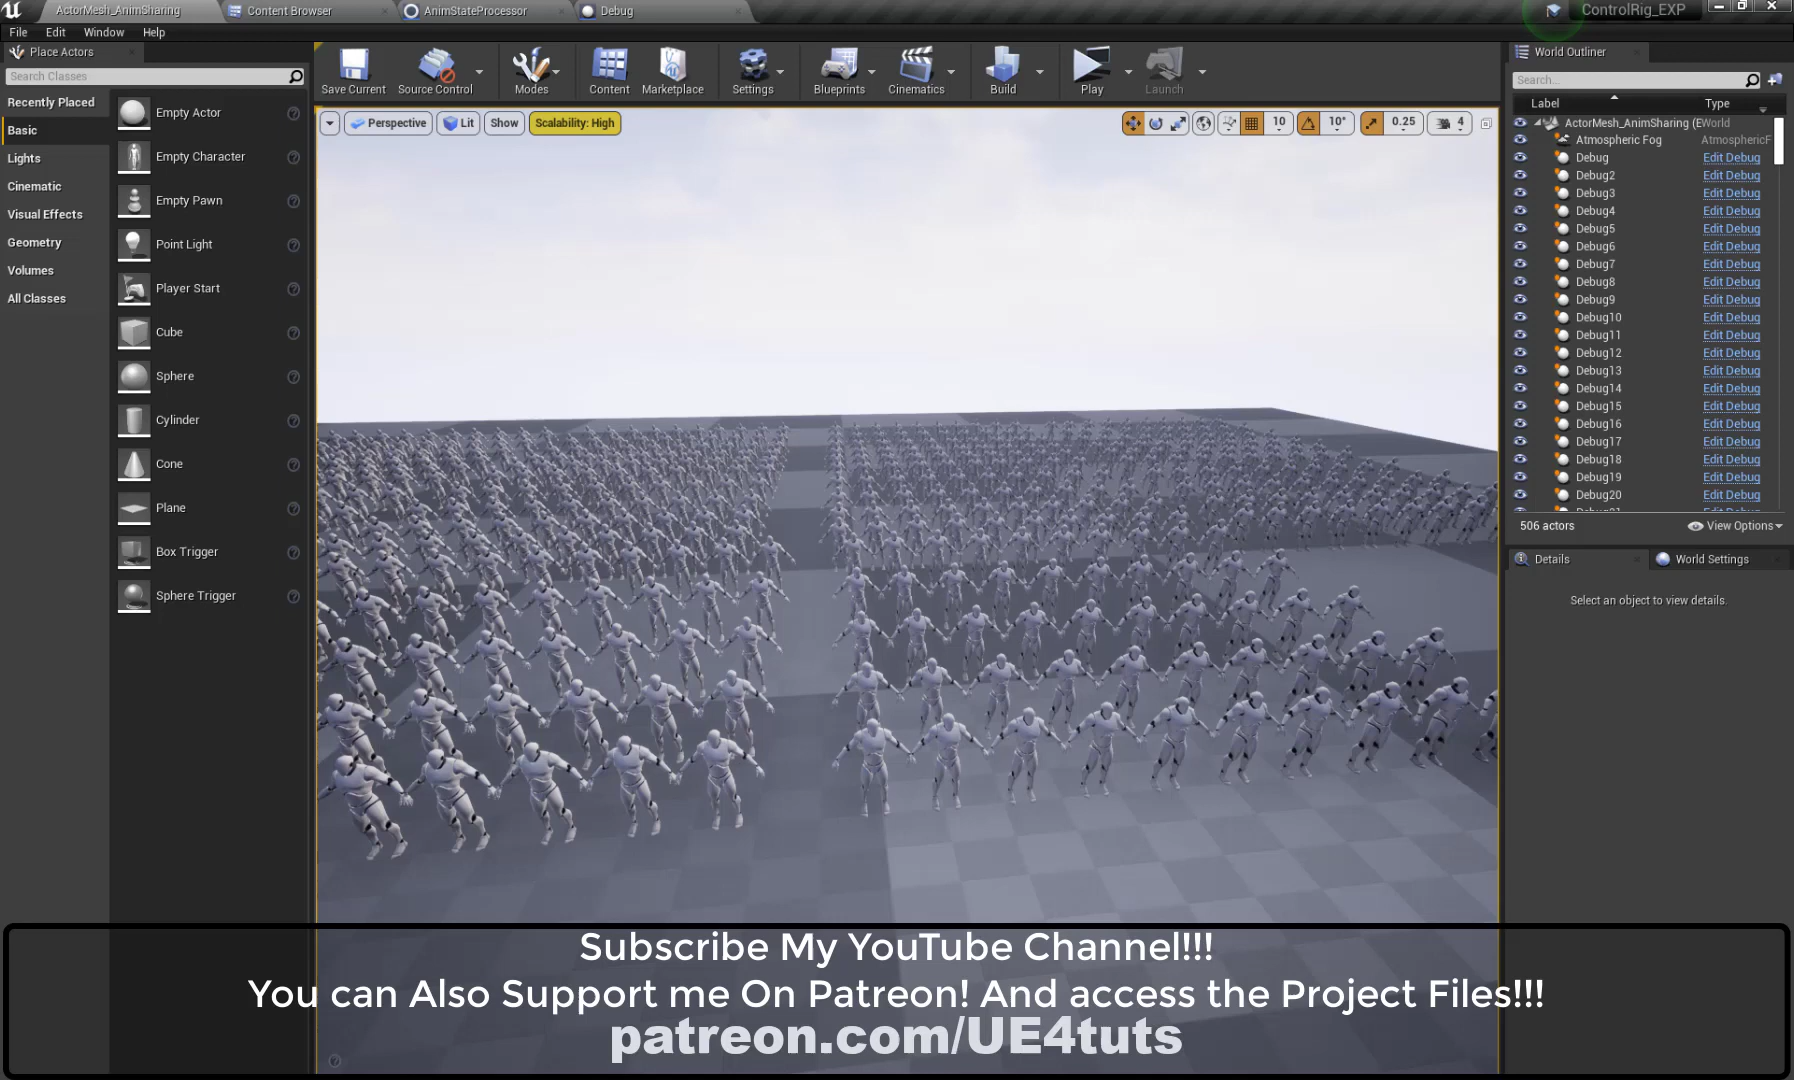 ActorMesh_AnimSharing
Content Browser
AnimStateProcessor
Debug
ControlRig_EXP
File Edit Window Help
Place Actors
Search Classes
Recently Placed
Basic
Lights
Cinematic
Visual Effects
Geometry
Volumes
All Classes
Empty Actor
Empty Character
Empty Pawn
Point Light
Player Start
Cube
Sphere
Cylinder
Cone
Plane
Box Trigger
Sphere Trigger
Save Current
Source Control
Modes
Content
Marketplace
Settings
Blueprints
Cinematics
Build
Play
Launch
Perspective
Lit
Show
Scalability: High
10
10°
0.25
4
World Outliner
Search...
Label Type
ActorMesh_AnimSharing (E World
Atmospheric Fog AtmosphericF
Debug Edit Debug
Debug2 Edit Debug
Debug3 Edit Debug
Debug4 Edit Debug
Debug5 Edit Debug
Debug6 Edit Debug
Debug7 Edit Debug
Debug8 Edit Debug
Debug9 Edit Debug
Debug10 Edit Debug
Debug11 Edit Debug
Debug12 Edit Debug
Debug13 Edit Debug
Debug14 Edit Debug
Debug15 Edit Debug
Debug16 Edit Debug
Debug17 Edit Debug
Debug18 Edit Debug
Debug19 Edit Debug
Debug20 Edit Debug
506 actors
View Options
Details
World Settings
Select an object to view details.
Subscribe My YouTube Channel!!!
You can Also Support me On Patreon! And access the Project Files!!!
patreon.com/UE4tuts